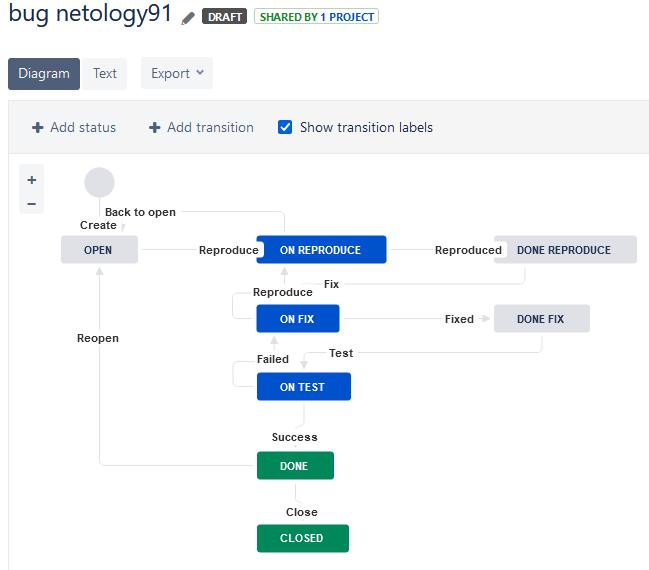 bug netology91 DRAFT SHARED BY 1 PROJECT
Diagram Text Export
+ Add status + Add transition Show transition labels
+
−
Back to open
Create
OPEN Reproduce ON REPRODUCE Reproduced DONE REPRODUCE
Fix
Reproduce
ON FIX Fixed DONE FIX
Reopen
Test
Failed
ON TEST
Success
DONE
Close
CLOSED